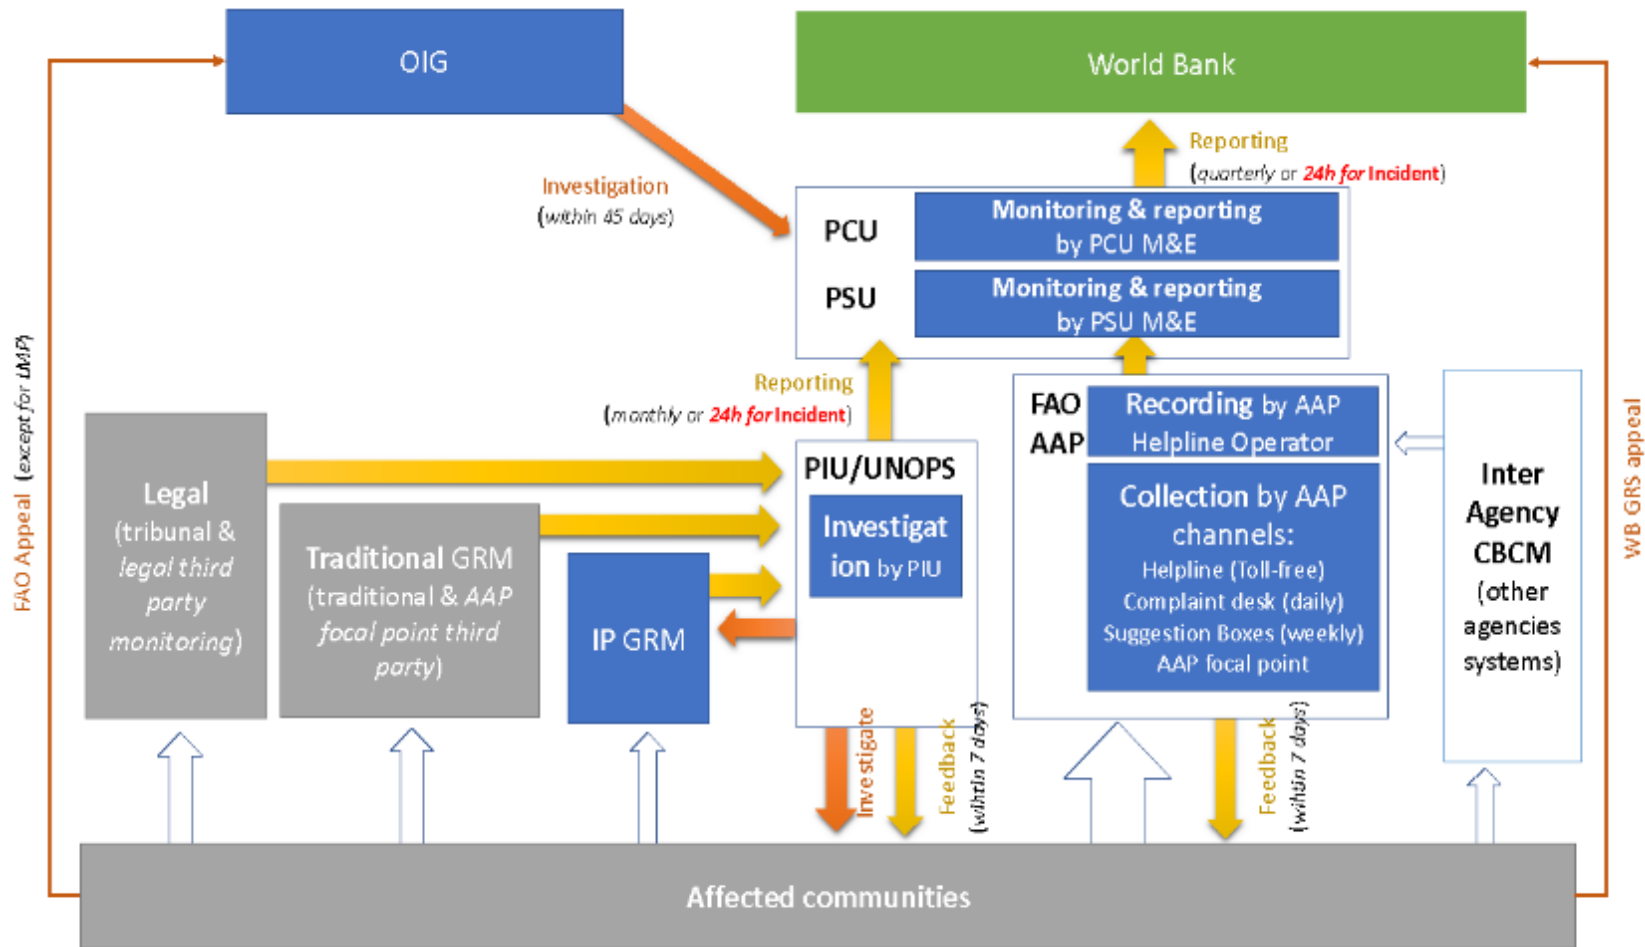 OIG
World Bank
Reporting
(quarterly or 24h for Incident)
Investigation
(within 45 days)
PCU
Monitoring & reporting
by PCU M&E
PSU
Monitoring & reporting
by PSU M&E
Reporting
(monthly or 24h for Incident)
FAO Appeal (except for LMP)
WB GRS appeal
Legal
(tribunal &
legal third
party
monitoring)
Traditional GRM
(traditional & AAP
focal point third
party)
IP GRM
PIU/UNOPS
Investigat
ion by PIU
FAO
AAP
Recording by AAP
Helpline Operator
Collection by AAP
channels:
Helpline (Toll-free)
Complaint desk (daily)
Suggestion Boxes (weekly)
AAP focal point
Inter
Agency
CBCM
(other
agencies
systems)
Investigate
Feedback
(wihtin 7 days)
Feedback
(wihtin 7 days)
Affected communities